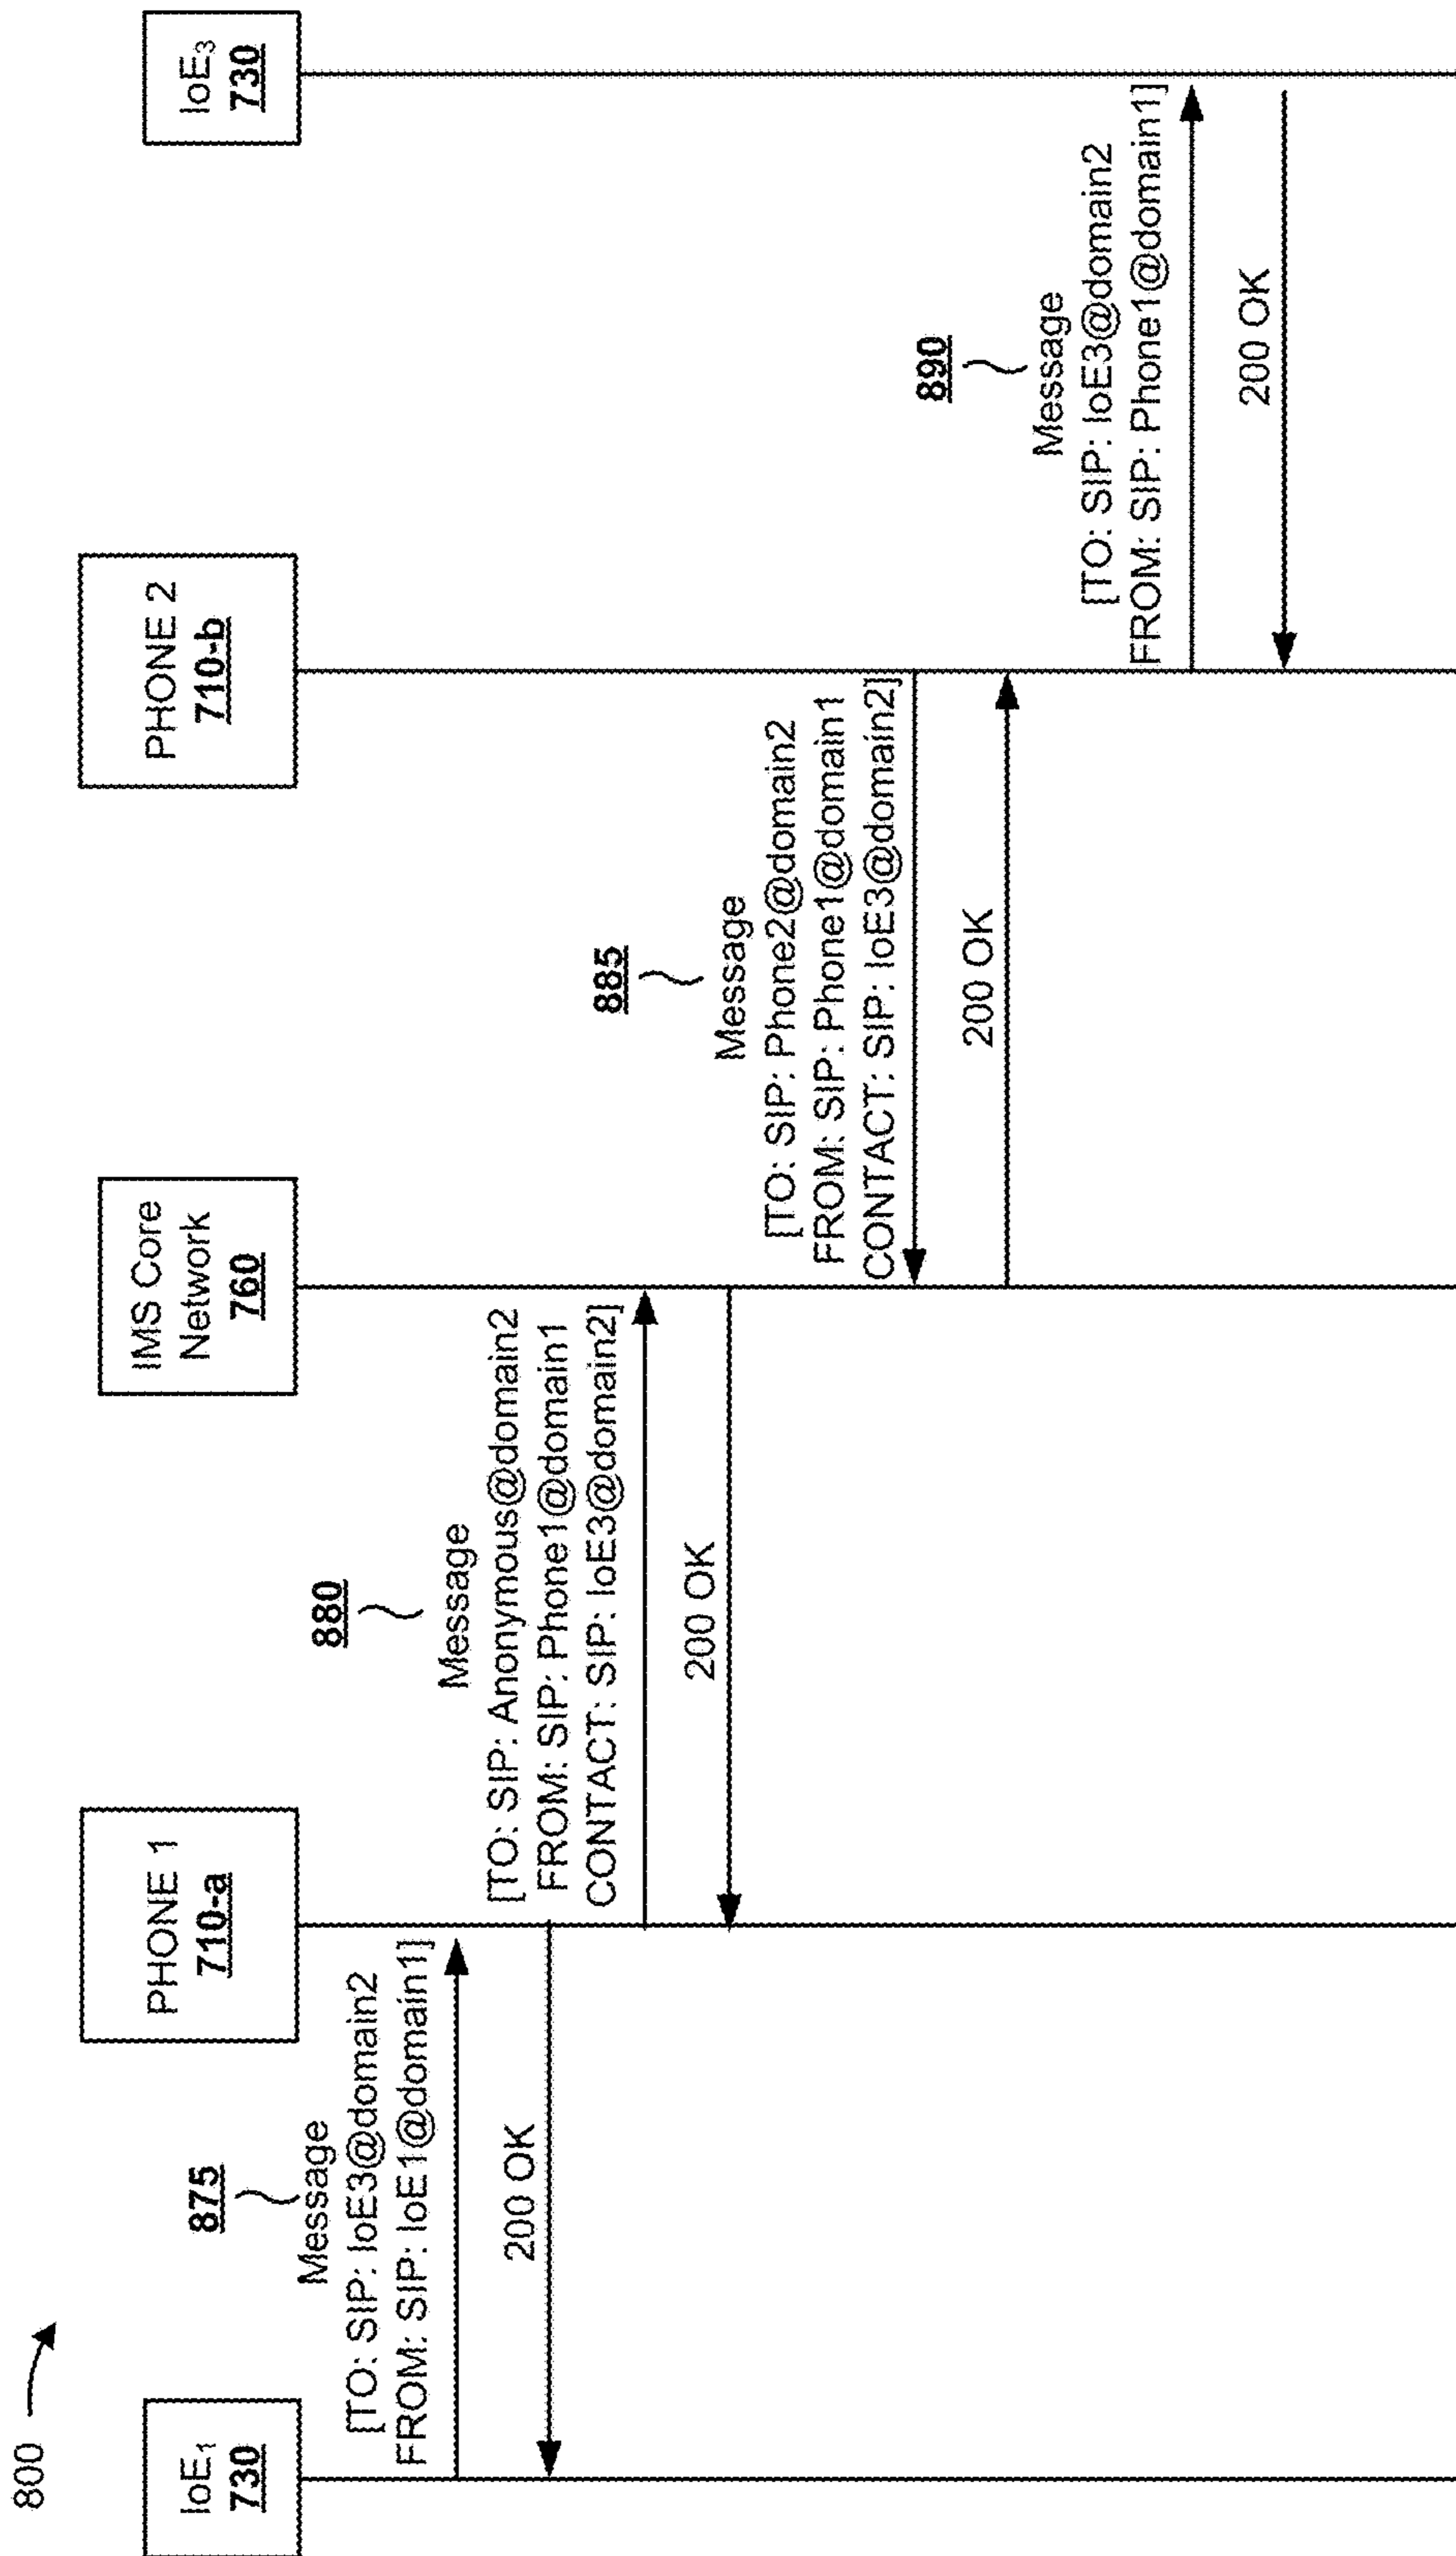 800
IoE1
730
PHONE 1
710-a
IMS Core
Network
760
PHONE 2
710-b
IoE3
730
875
Message
[TO: SIP: IoE3@domain2
FROM: SIP: IoE1@domain1]
200 OK
880
Message
[TO: SIP: Anonymous@domain2
FROM: SIP: Phone1@domain1
CONTACT: SIP: IoE3@domain2]
200 OK
885
Message
[TO: SIP: Phone2@domain2
FROM: SIP: Phone1@domain1
CONTACT: SIP: IoE3@domain2]
200 OK
890
Message
[TO: SIP: IoE3@domain2
FROM: SIP: Phone1@domain1]
200 OK